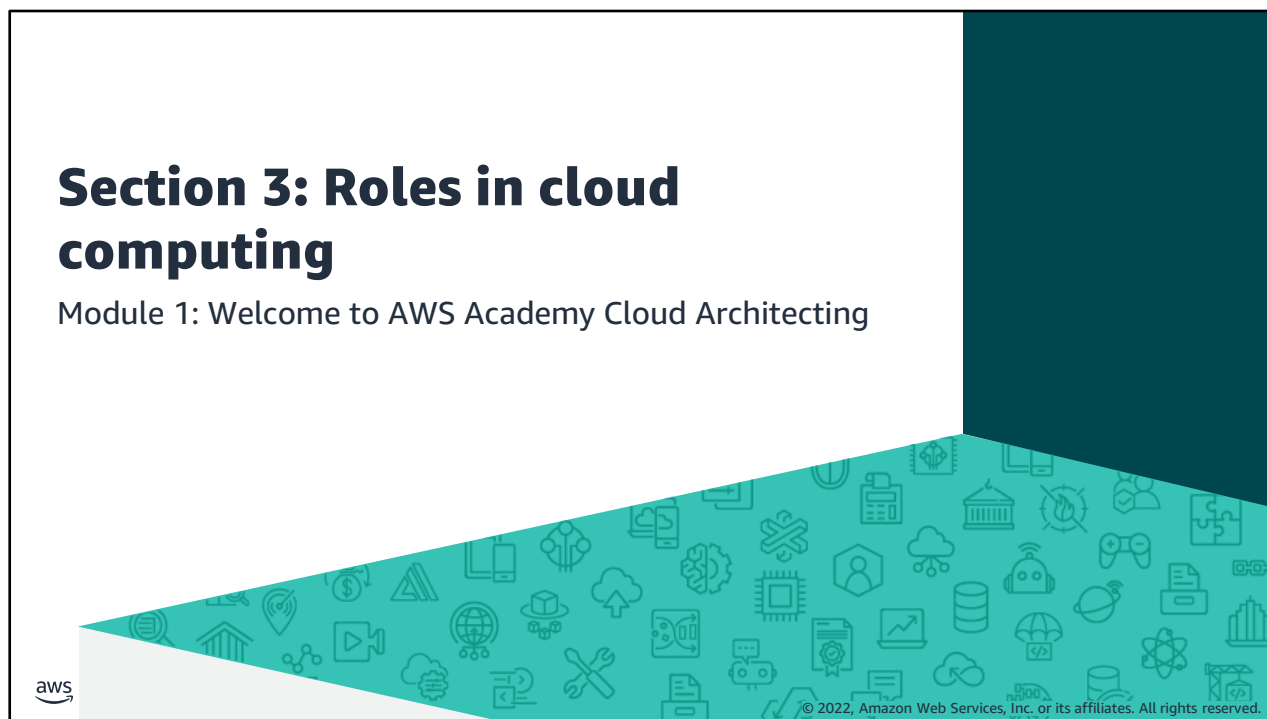 Section 3: Roles in cloud
computing
Module 1: Welcome to AWS Academy Cloud Architecting
aws
© 2022, Amazon Web Services, Inc. or its affiliates. All rights reserved.